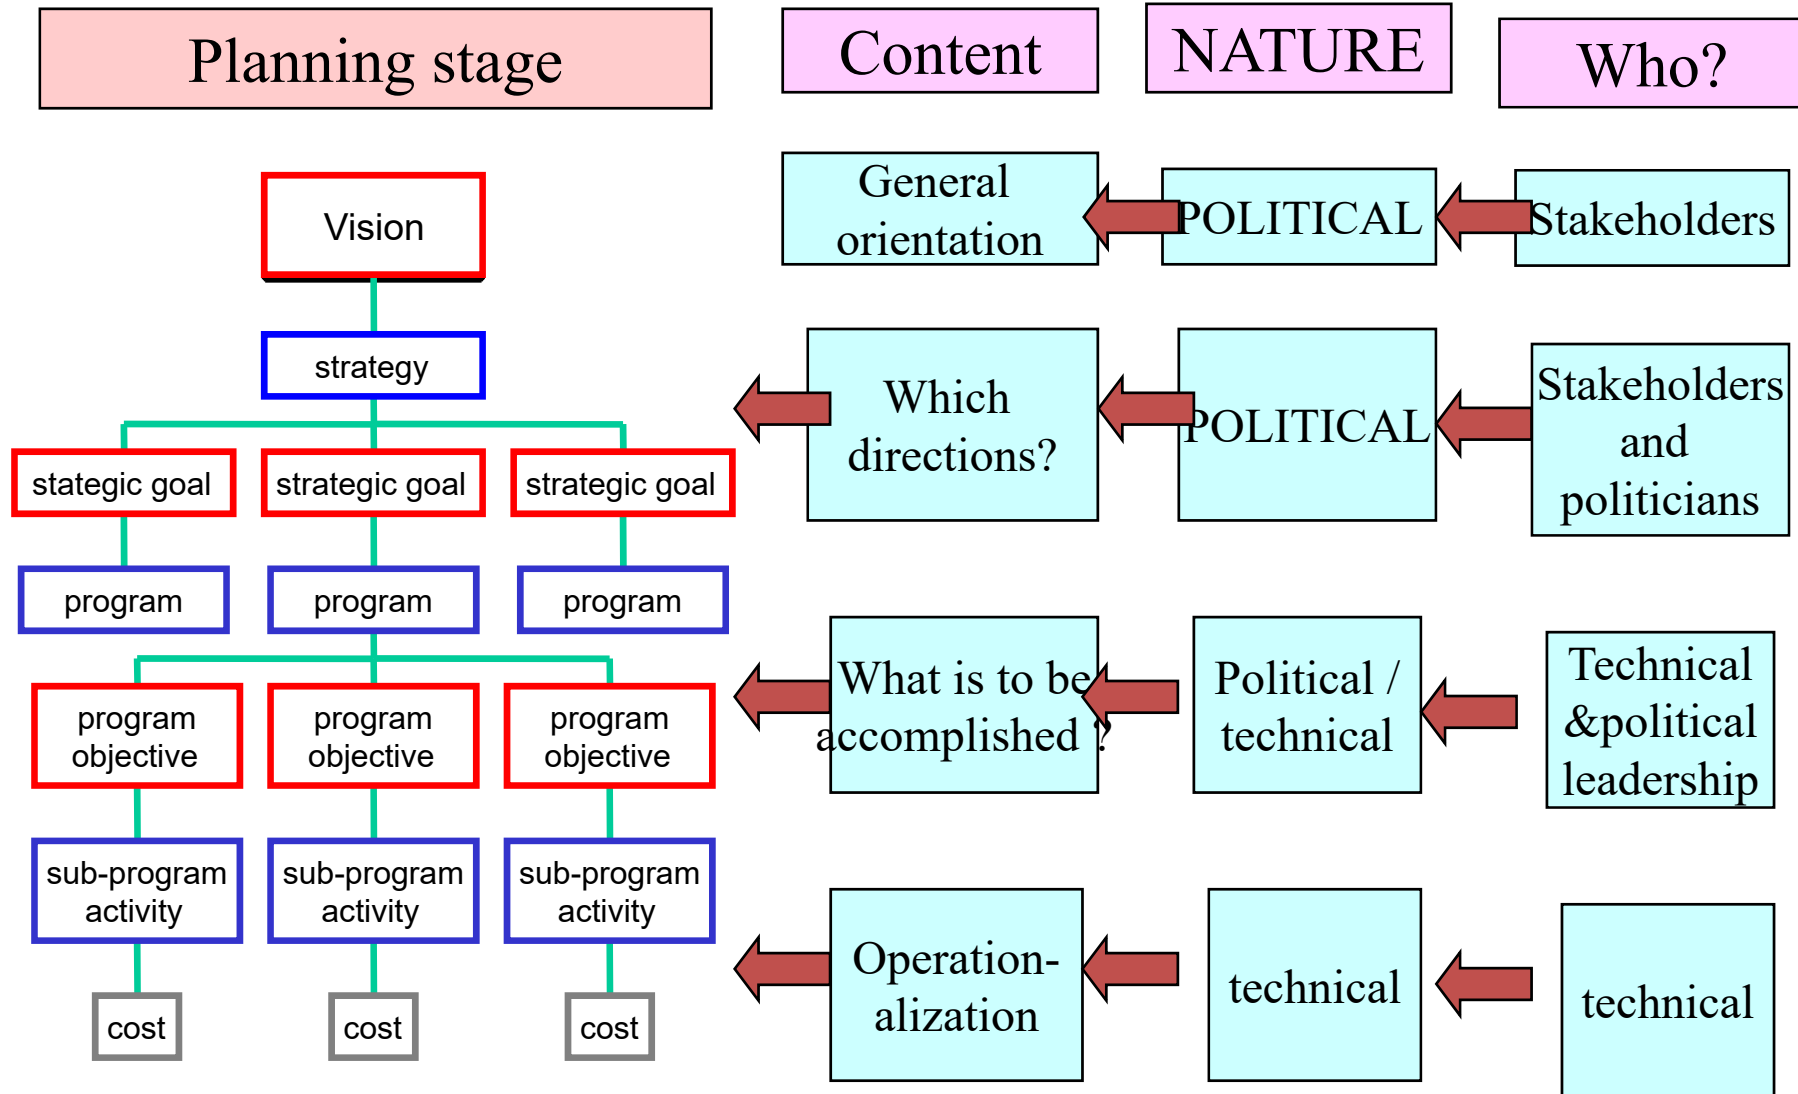 Planning stage
Content
NATURE
Who?
Vision
General
orientation
POLITICAL
Stakeholders
strategy
Which
directions?
POLITICAL
Stakeholders
and
politicians
stategic goal
strategic goal
strategic goal
program
program
program
What is to be
accomplished ?
Political /
technical
Technical
&political
leadership
program
objective
program
objective
program
objective
sub-program
activity
sub-program
activity
sub-program
activity
Operation-
alization
technical
technical
cost
cost
cost